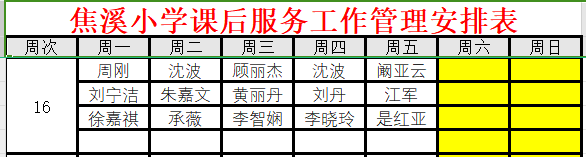 焦溪小学课后服务工作管理安排表
周次 周一 周二 周三 周四 周五 周六 周日
周刚 沈波 顾丽杰 沈波 阚亚云
16 刘宁洁 朱嘉文 黄丽丹 刘丹 江军
徐嘉祺 承薇 李智娴 李晓玲 是红亚